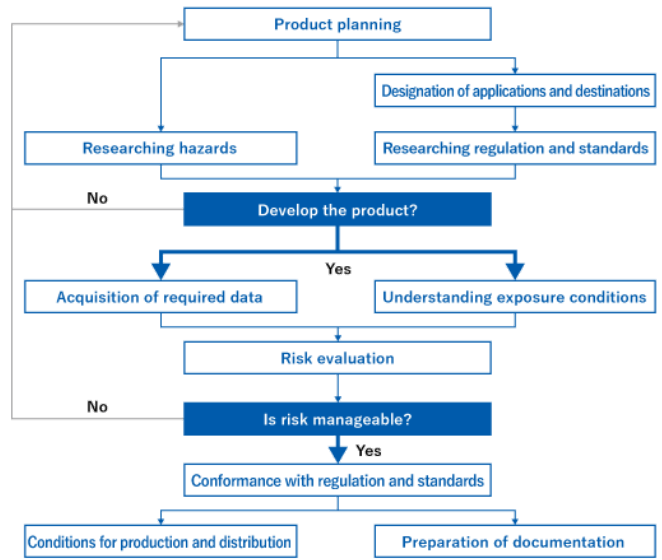 Product planning
Designation of applications and destinations
Researching hazards
Researching regulation and standards
No
Develop the product?
Yes
Acquisition of required data
Understanding exposure conditions
Risk evaluation
No
Is risk manageable?
Yes
Conformance with regulation and standards
Conditions for production and distribution
Preparation of documentation